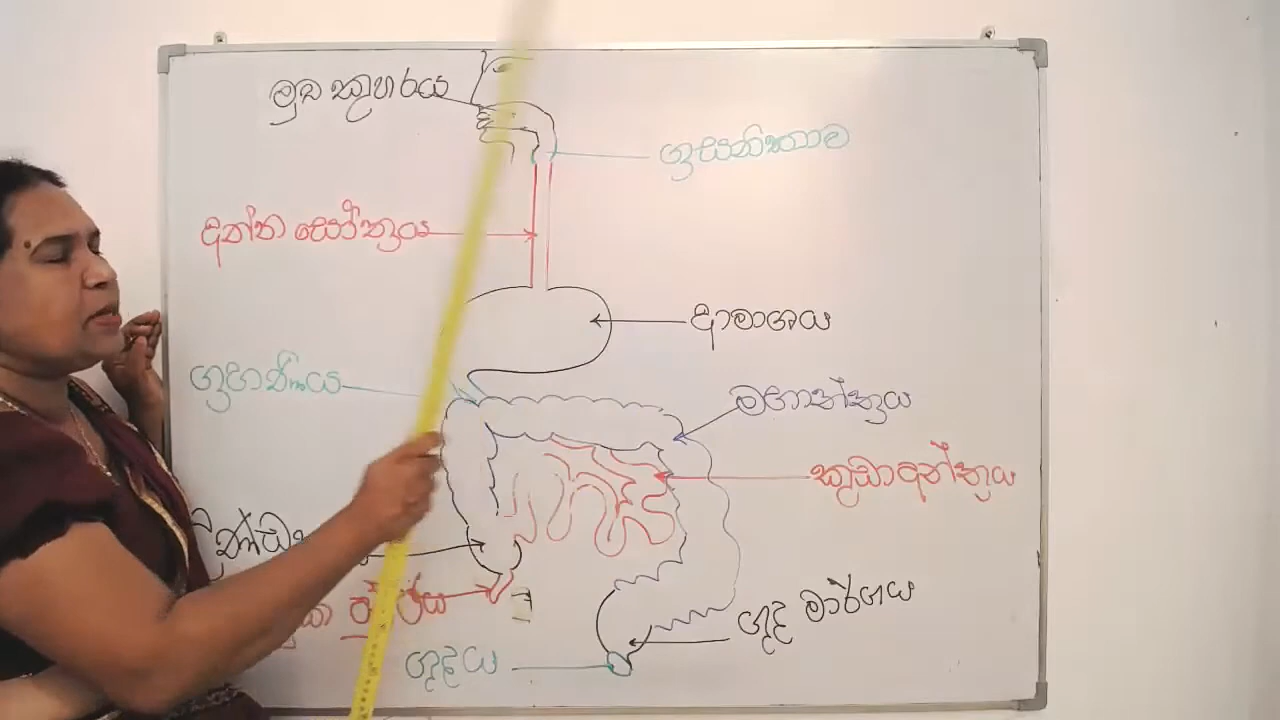 මුඛ කුහරය
ග්‍රසනිකාව
අන්න ස්‍රෝතය
ආමාශය
ග්‍රහණිය
මහාන්ත්‍රය
කුඩා අන්ත්‍රය
ගුද මාර්ගය
ගුදය